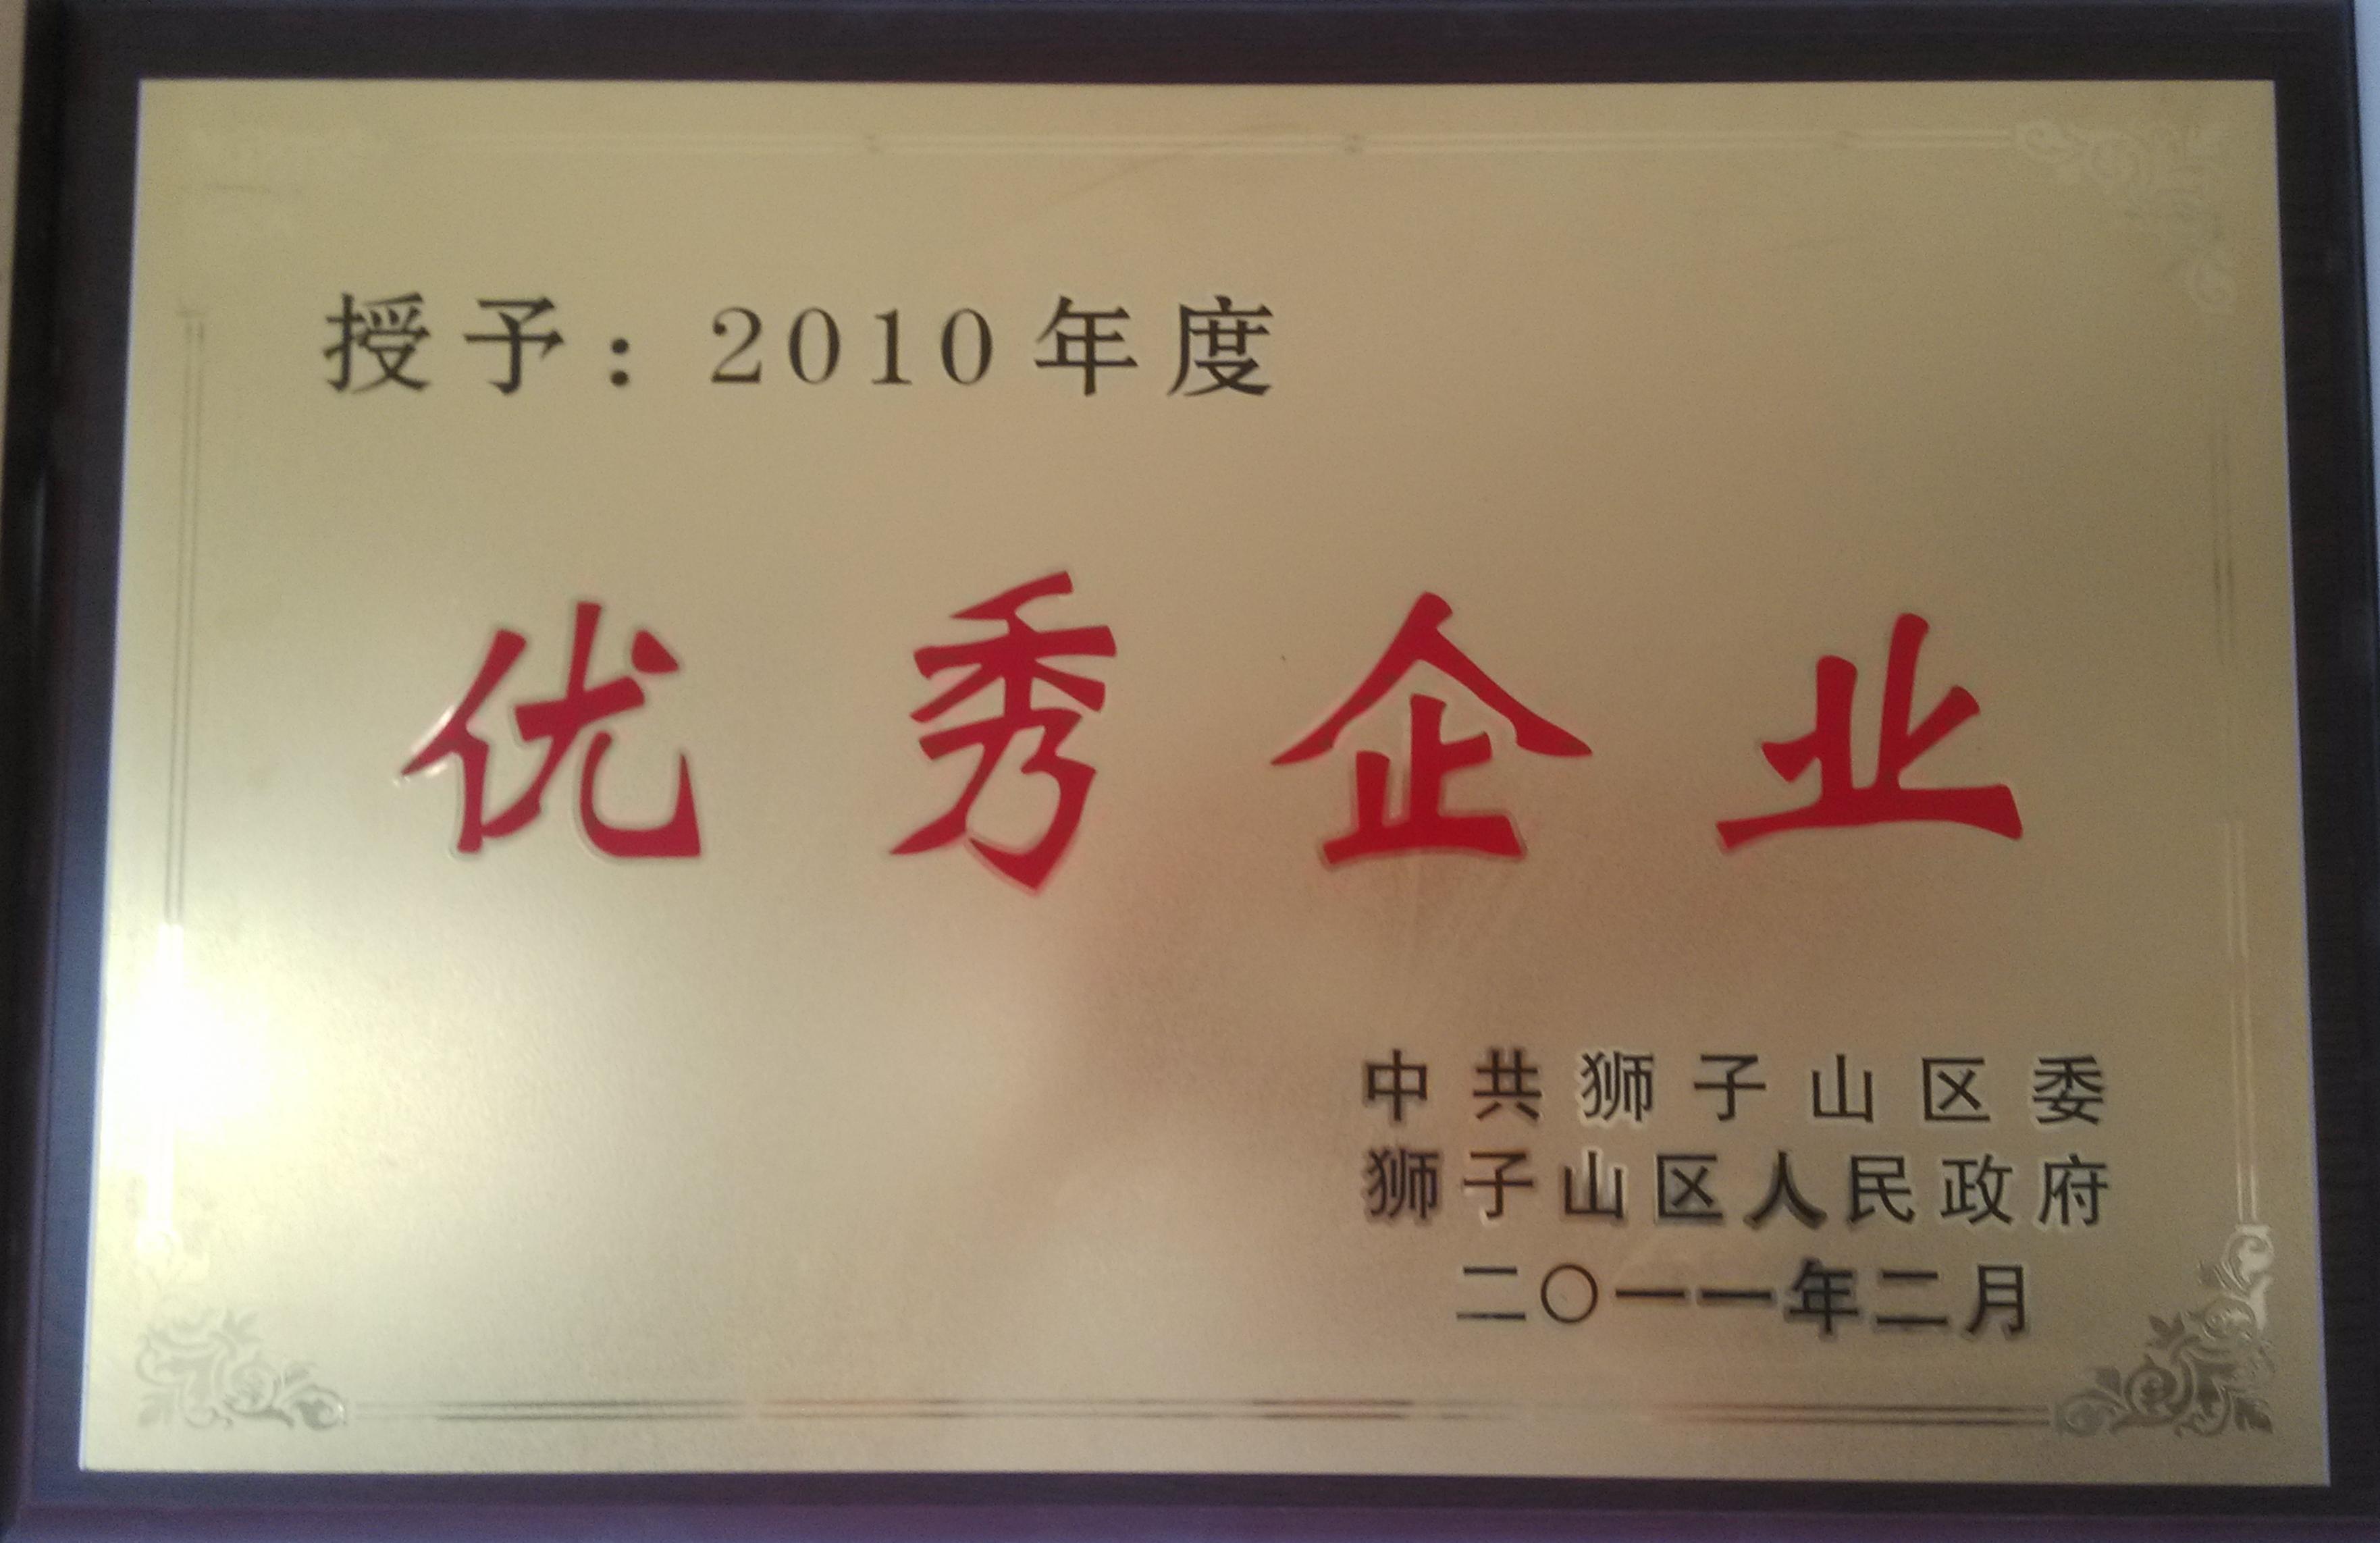 授予：2010年度
优秀企业
中共狮子山区委
狮子山区人民政府
二〇一一年二月